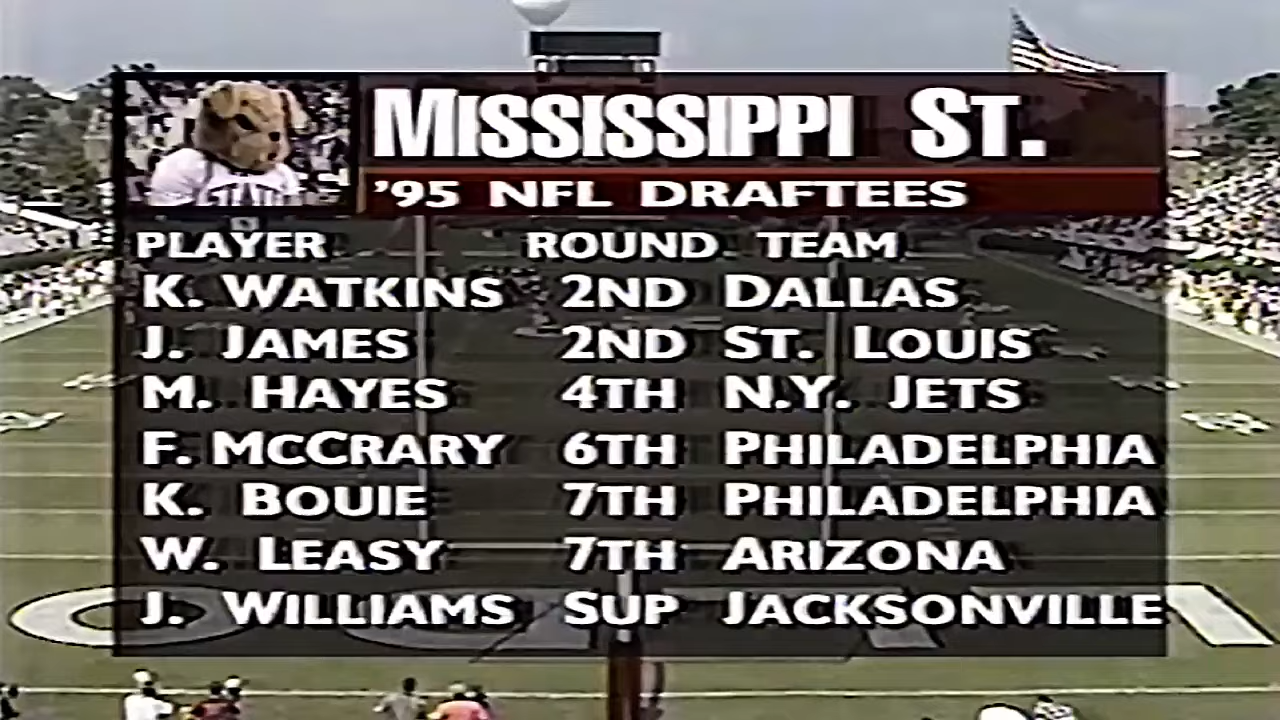 MISSISSIPPI ST.
'95 NFL DRAFTEES
PLAYER ROUND TEAM
K. WATKINS 2ND DALLAS
J. JAMES 2ND ST. LOUIS
M. HAYES 4TH N.Y. JETS
F. MCCRARY 6TH PHILADELPHIA
K. BOUIE 7TH PHILADELPHIA
W. LEASY 7TH ARIZONA
J. WILLIAMS SUP JACKSONVILLE